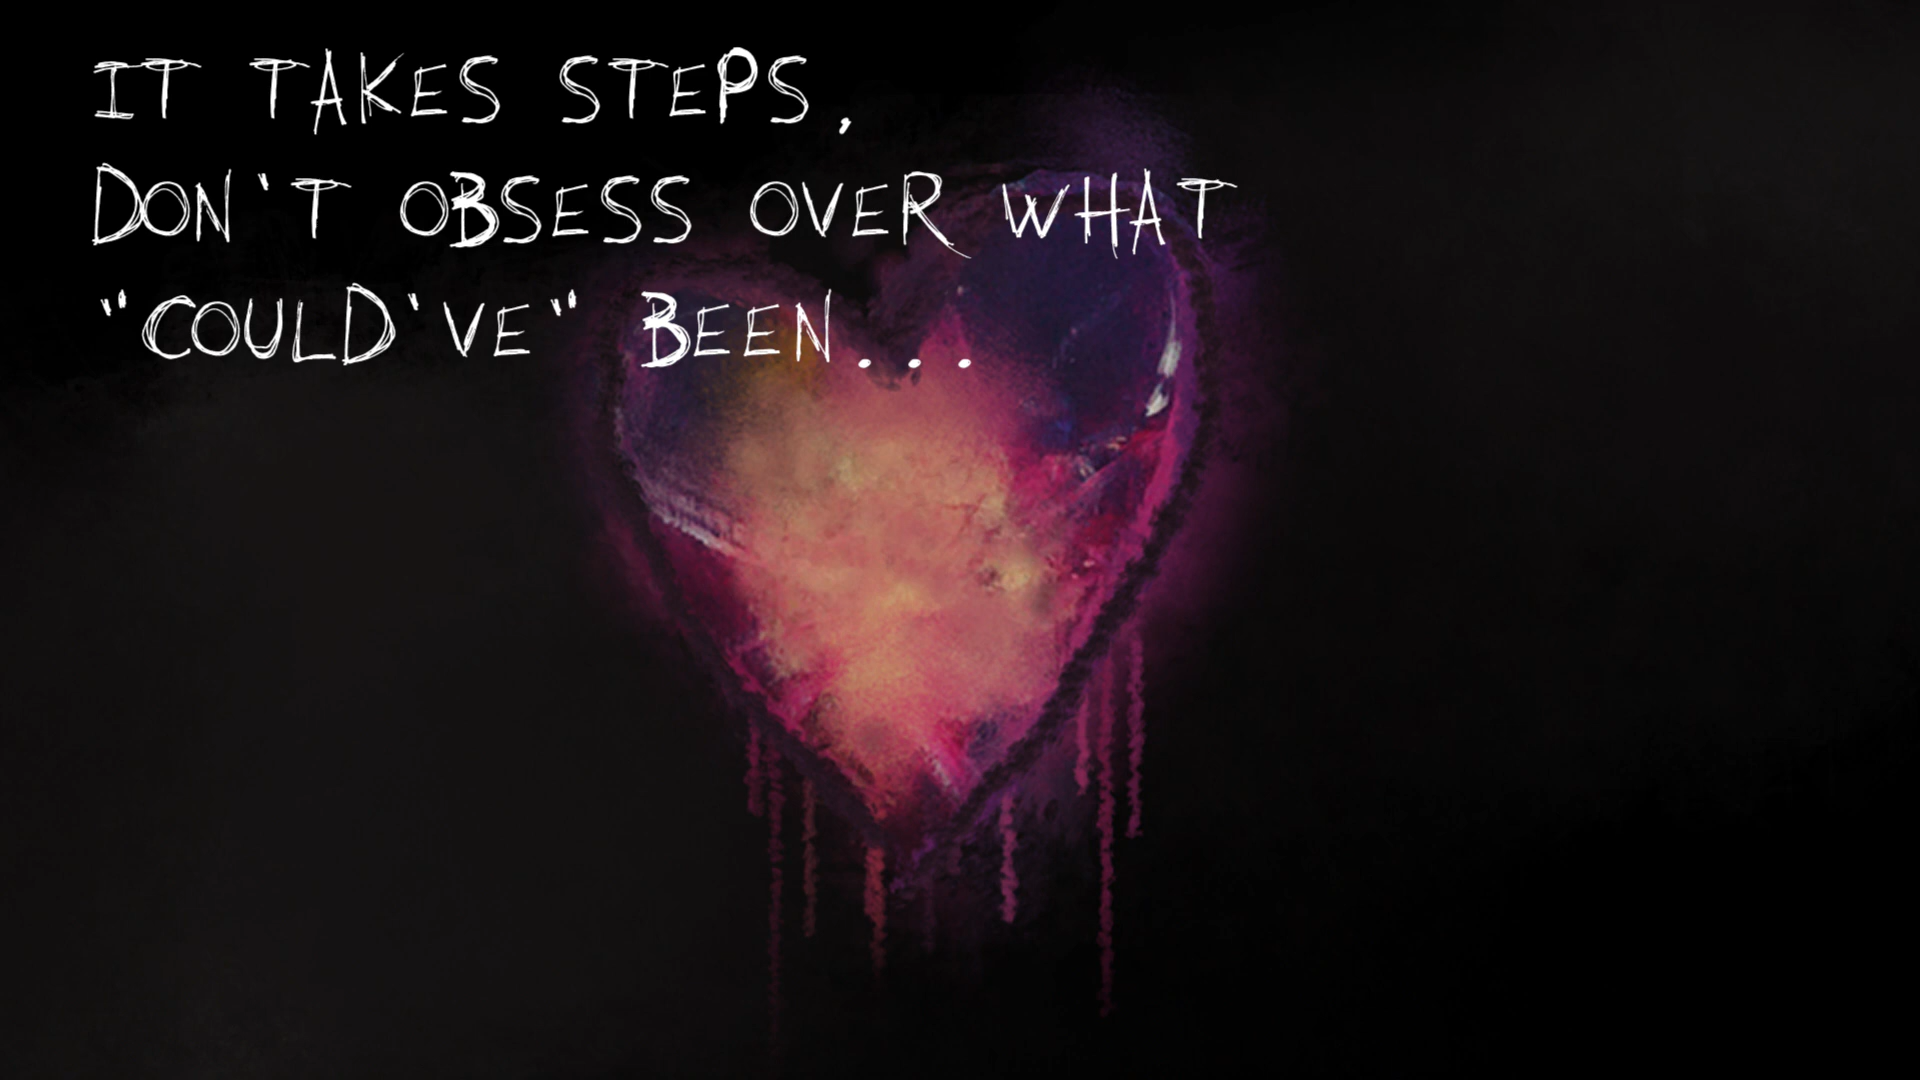 IT TAKES STEPS,
DON'T OBSESS OVER WHAT
"COULD'VE" BEEN...